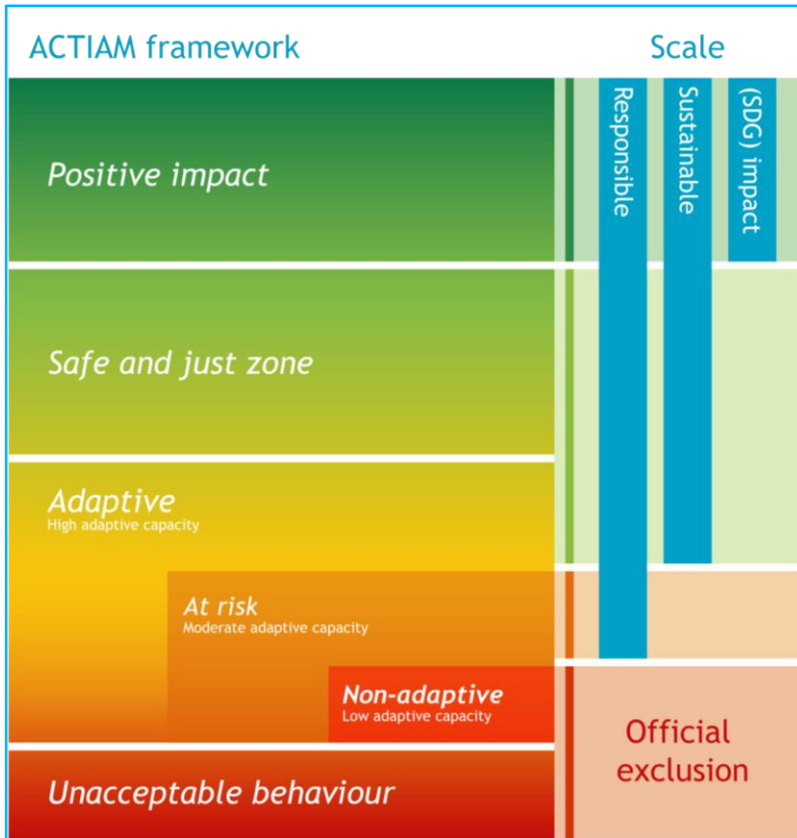 ACTIAM framework
Scale
Responsible
Sustainable
(SDG) impact
Positive impact
Safe and just zone
Adaptive
High adaptive capacity
At risk
Moderate adaptive capacity
Non-adaptive
Low adaptive capacity
Official
exclusion
Unacceptable behaviour